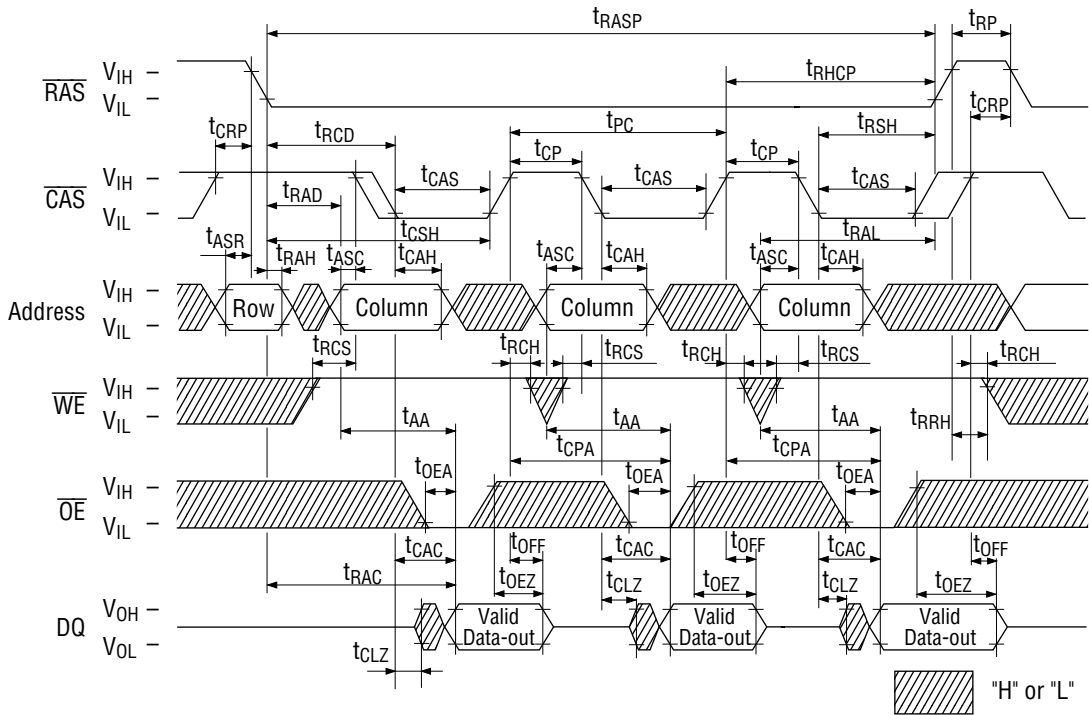 tRASP tRP
RAS VIH
VIL
tRHCP
tCRP tRCD tPC tRSH tCRP
CAS VIH
VIL
tCP tCP
tRAD tCAS tCAS tCAS
tCSH tRAL
tASR tRAH tASC tCAH tASC tCAH tASC tCAH
Address VIH
VIL
Row Column Column Column
tRCS tRCH tRCS tRCH tRCS tRCH
WE VIH
VIL
tAA tAA tAA tRRH
tCPA tCPA
tOEA tOEA tOEA
OE VIH
VIL
tCAC tOFF tCAC tOFF tCAC tOFF
tRAC tOEZ tCLZ tOEZ tCLZ tOEZ
DQ VOH
VOL
Valid Data-out
Valid Data-out
Valid Data-out
tCLZ
"H" or "L"